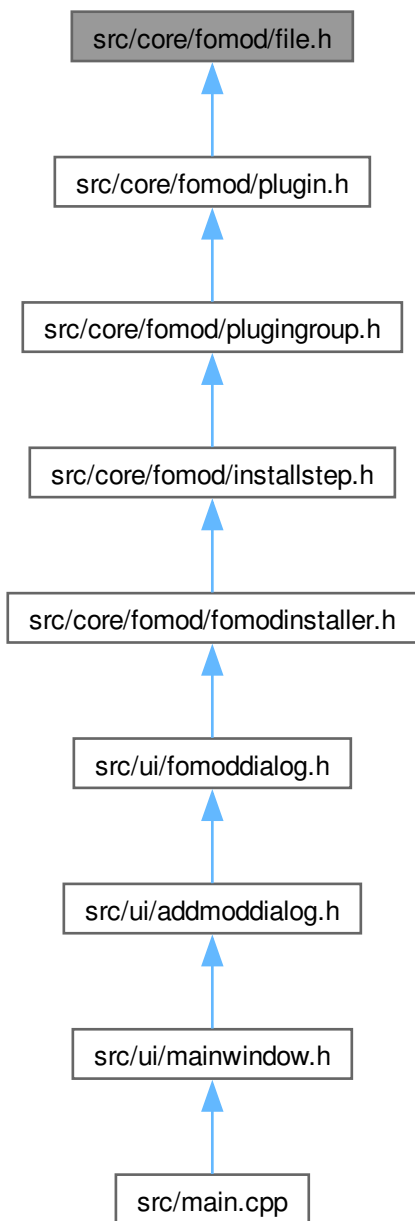 src/core/fomod/file.h
src/core/fomod/plugin.h
src/core/fomod/plugingroup.h
src/core/fomod/installstep.h
src/core/fomod/fomodinstaller.h
src/ui/fomoddialog.h
src/ui/addmoddialog.h
src/ui/mainwindow.h
src/main.cpp